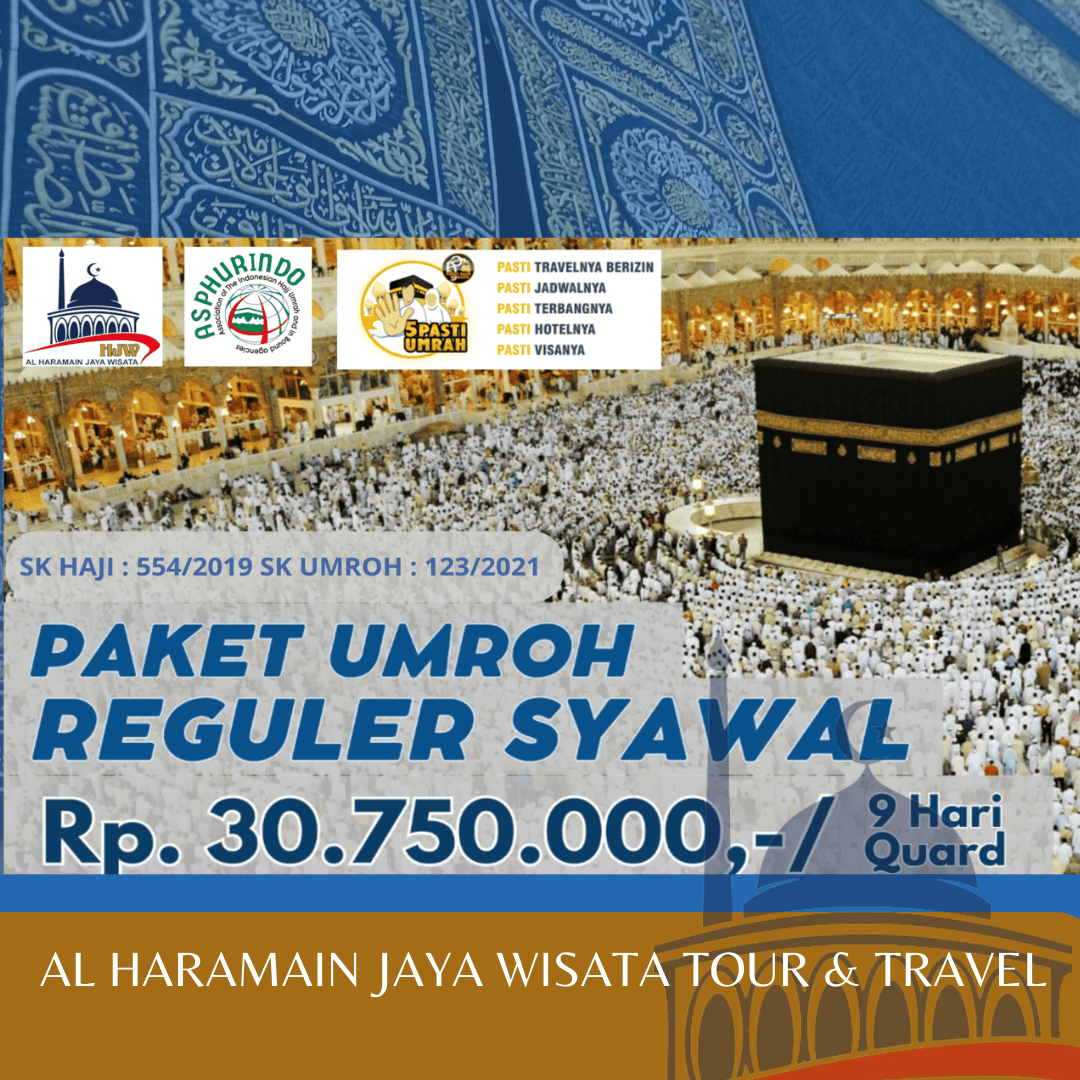 HJW
AL HARAMAIN JAYA WISATA
ASPHURINDO
Association of The Indonesian Hajj Umrah and In Bound agencies
5 PASTI
UMRAH
PASTI TRAVELNYA BERIZIN
PASTI JADWALNYA
PASTI TERBANGNYA
PASTI HOTELNYA
PASTI VISANYA
SK HAJI : 554/2019 SK UMROH : 123/2021
PAKET UMROH
REGULER SYAWAL
Rp. 30.750.000,-/
9 Hari
Quard
AL HARAMAIN JAYA WISATA TOUR & TRAVEL